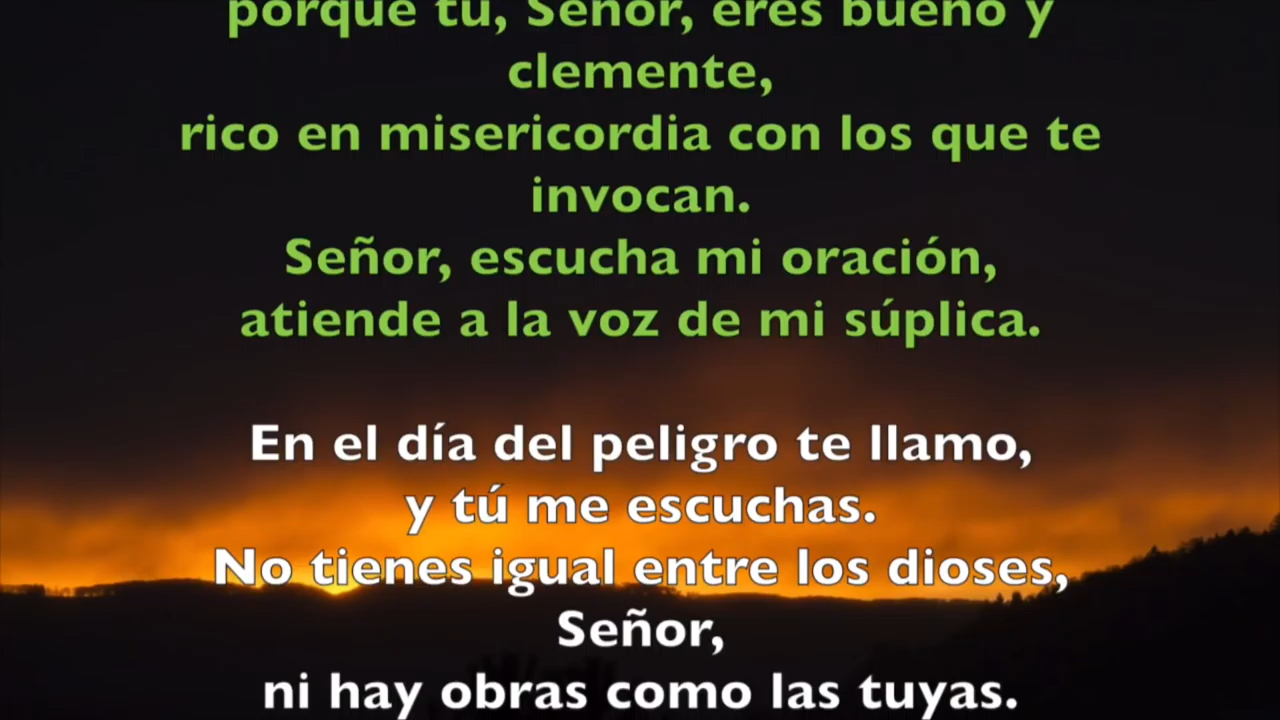 porque tú, Señor, eres bueno y
clemente,
rico en misericordia con los que te
invocan.
Señor, escucha mi oración,
atiende a la voz de mi súplica.
En el día del peligro te llamo,
y tú me escuchas.
No tienes igual entre los dioses,
Señor,
ni hay obras como las tuyas.